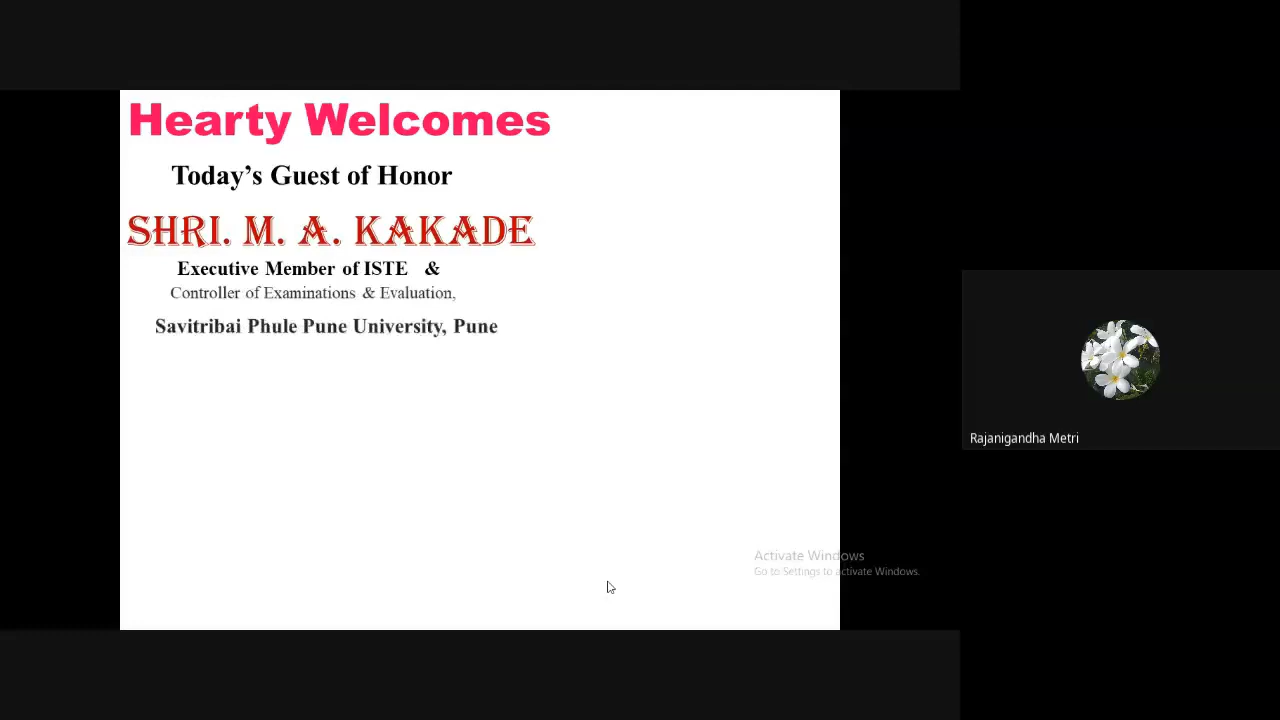 Hearty Welcomes
Today’s Guest of Honor
SHRI. M. A. KAKADE
Executive Member of ISTE &
Controller of Examinations & Evaluation,
Savitribai Phule Pune University, Pune
Rajanigandha Metri
Activate Windows
Go to Settings to activate Windows.